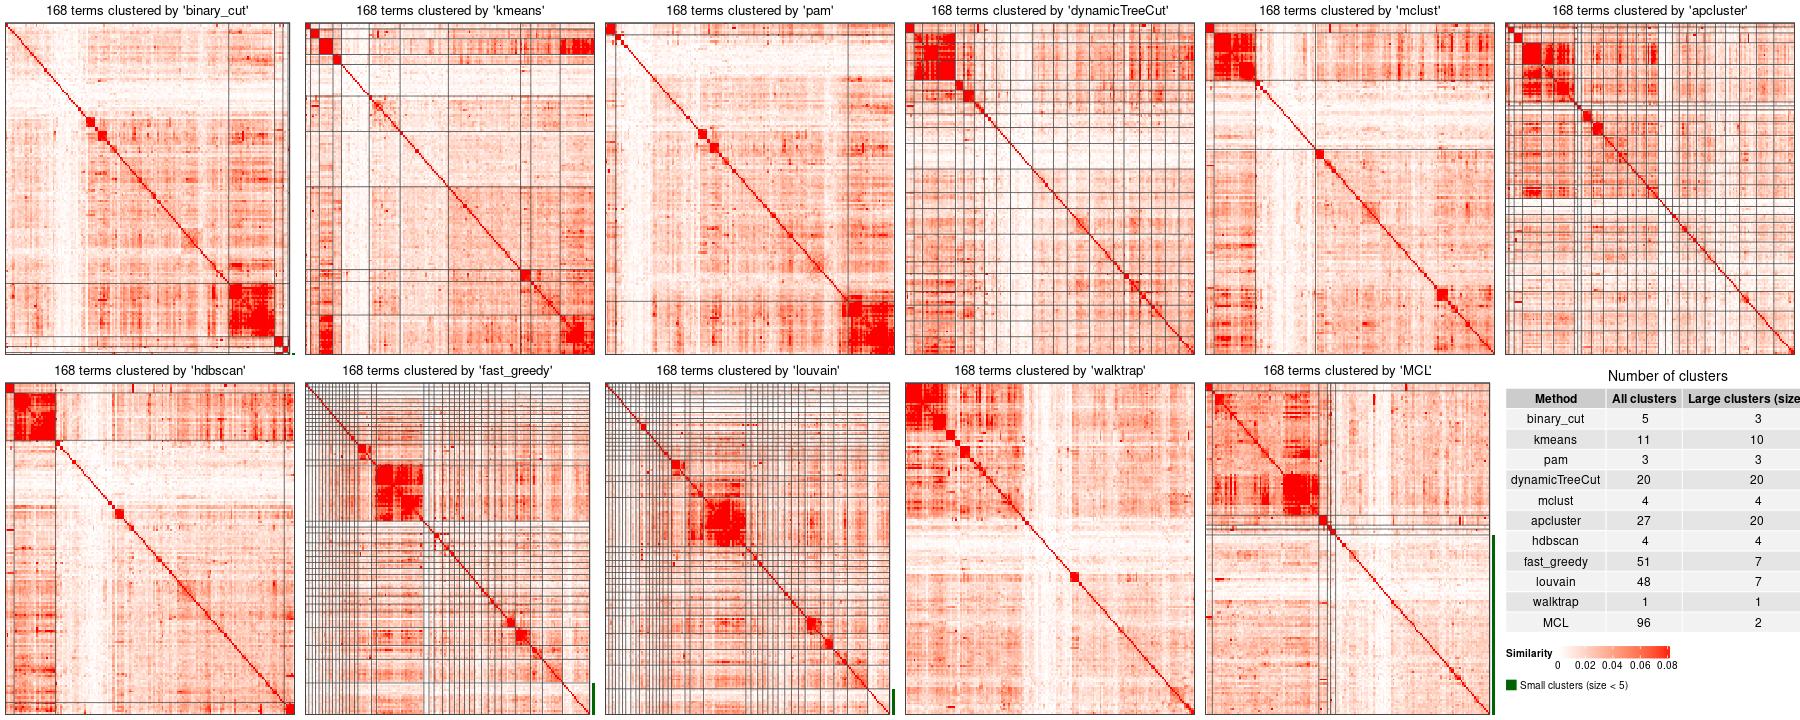 168 terms clustered by 'binary_cut'
168 terms clustered by 'kmeans'
168 terms clustered by 'pam'
168 terms clustered by 'dynamicTreeCut'
168 terms clustered by 'mclust'
168 terms clustered by 'apcluster'
168 terms clustered by 'hdbscan'
168 terms clustered by 'fast_greedy'
168 terms clustered by 'louvain'
168 terms clustered by 'walktrap'
168 terms clustered by 'MCL'
Number of clusters
Method All clusters Large clusters (size
binary_cut 5 3
kmeans 11 10
pam 3 3
dynamicTreeCut 20 20
mclust 4 4
apcluster 27 20
hdbscan 4 4
fast_greedy 51 7
louvain 48 7
walktrap 1 1
MCL 96 2
Similarity
0 0.02 0.04 0.06 0.08
Small clusters (size < 5)